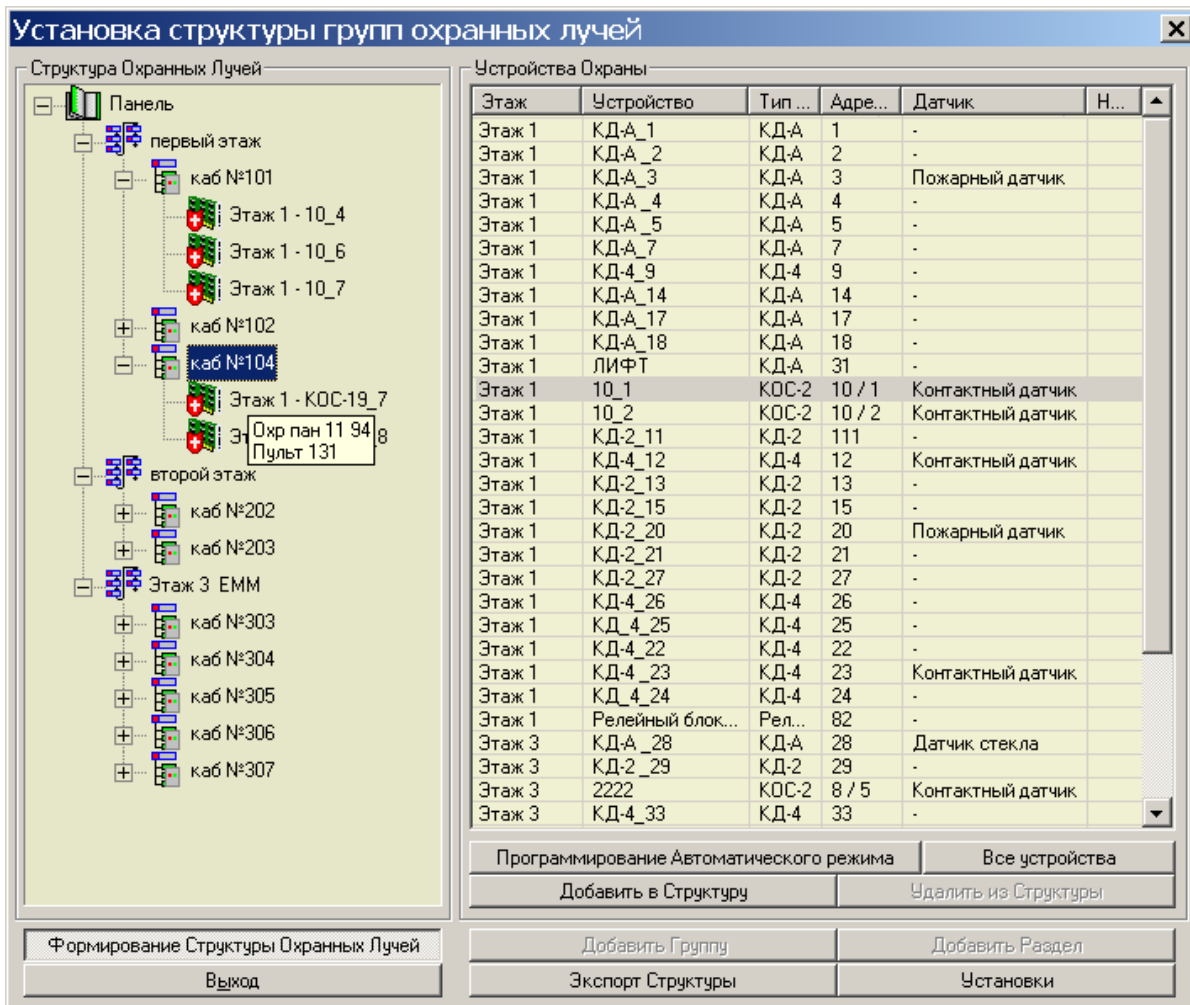 Установка структуры групп охранных лучей
Структура Охранных Лучей
Панель
первый этаж
каб №101
Этаж 1 - 10_4
Этаж 1 - 10_6
Этаж 1 - 10_7
каб №102
каб №104
Этаж 1 - КОС-19_7
Эт _8
Охр пан 11 94
Пульт 131
второй этаж
каб №202
каб №203
Этаж 3 ЕММ
каб №303
каб №304
каб №305
каб №306
каб №307
Устройства Охраны
Этаж Устройство Тип ... Адре... Датчик Н...
Этаж 1 КД-А_1 КД-А 1 -
Этаж 1 КД-А _2 КД-А 2 -
Этаж 1 КД-А_3 КД-А 3 Пожарный датчик
Этаж 1 КД-А _4 КД-А 4 -
Этаж 1 КД-А _5 КД-А 5 -
Этаж 1 КД-А_7 КД-А 7 -
Этаж 1 КД-4_9 КД-4 9 -
Этаж 1 КД-А_14 КД-А 14 -
Этаж 1 КД-А_17 КД-А 17 -
Этаж 1 КД-А_18 КД-А 18 -
Этаж 1 ЛИФТ КД-А 31 -
Этаж 1 10_1 КОС-2 10 / 1 Контактный датчик
Этаж 1 10_2 КОС-2 10 / 2 Контактный датчик
Этаж 1 КД-2_11 КД-2 111 -
Этаж 1 КД-4_12 КД-4 12 Контактный датчик
Этаж 1 КД-2_13 КД-2 13 -
Этаж 1 КД-2_15 КД-2 15 -
Этаж 1 КД-2_20 КД-2 20 Пожарный датчик
Этаж 1 КД-2_21 КД-2 21 -
Этаж 1 КД-2_27 КД-2 27 -
Этаж 1 КД-4_26 КД-4 26 -
Этаж 1 КД_4_25 КД-4 25 -
Этаж 1 КД-4_22 КД-4 22 -
Этаж 1 КД-4 _23 КД-4 23 Контактный датчик
Этаж 1 КД_4_24 КД-4 24 -
Этаж 1 Релейный блок... Рел... 82 -
Этаж 3 КД-А _28 КД-А 28 Датчик стекла
Этаж 3 КД-2 _29 КД-2 29 -
Этаж 3 2222 КОС-2 8 / 5 Контактный датчик
Этаж 3 КД-4_33 КД-4 33 -
Программирование Автоматического режима Все устройства
Добавить в Структуру Удалить из Структуры
Формирование Структуры Охранных Лучей Добавить Группу Добавить Раздел
Выход Экспорт Структуры Установки